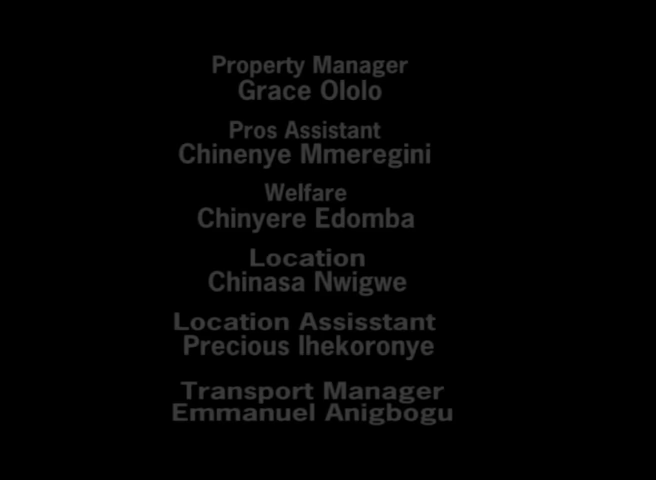 Property Manager
Grace Ololo
Pros Assistant
Chinenye Mmeregini
Welfare
Chinyere Edomba
Location
Chinasa Nwigwe
Location Assisstant
Precious Ihekoronye
Transport Manager
Emmanuel Anigbogu